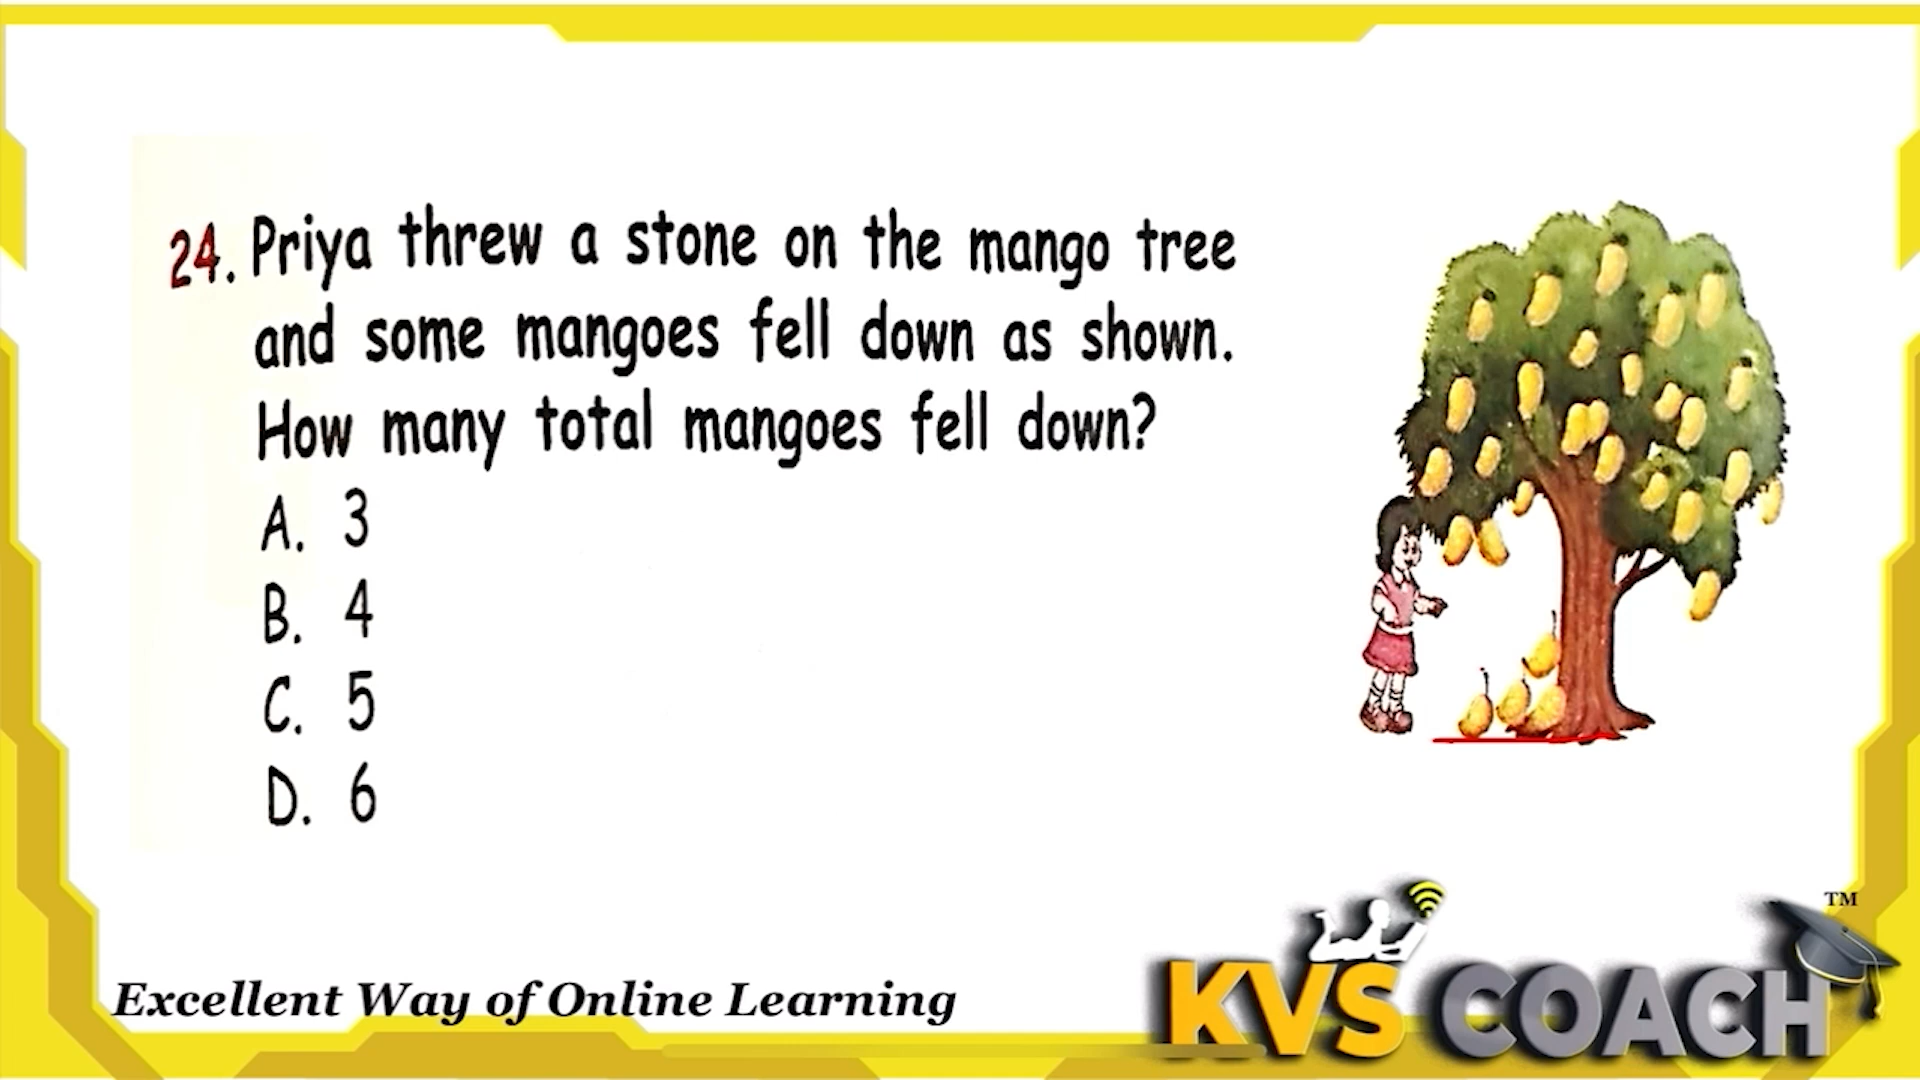 24. Priya threw a stone on the mango tree
and some mangoes fell down as shown.
How many total mangoes fell down?
A. 3
B. 4
C. 5
D. 6
TM
KVS COACH
Excellent Way of Online Learning